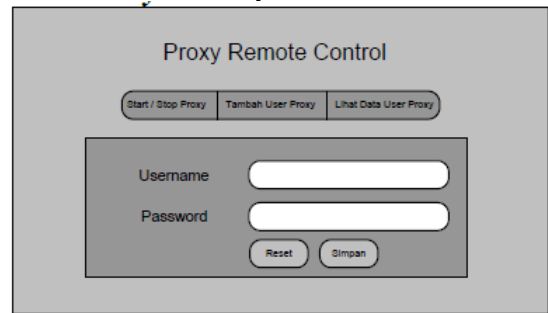 Proxy Remote Control
Start / Stop Proxy Tambah User Proxy Lihat Data User Proxy
Username
Password
Reset Simpan